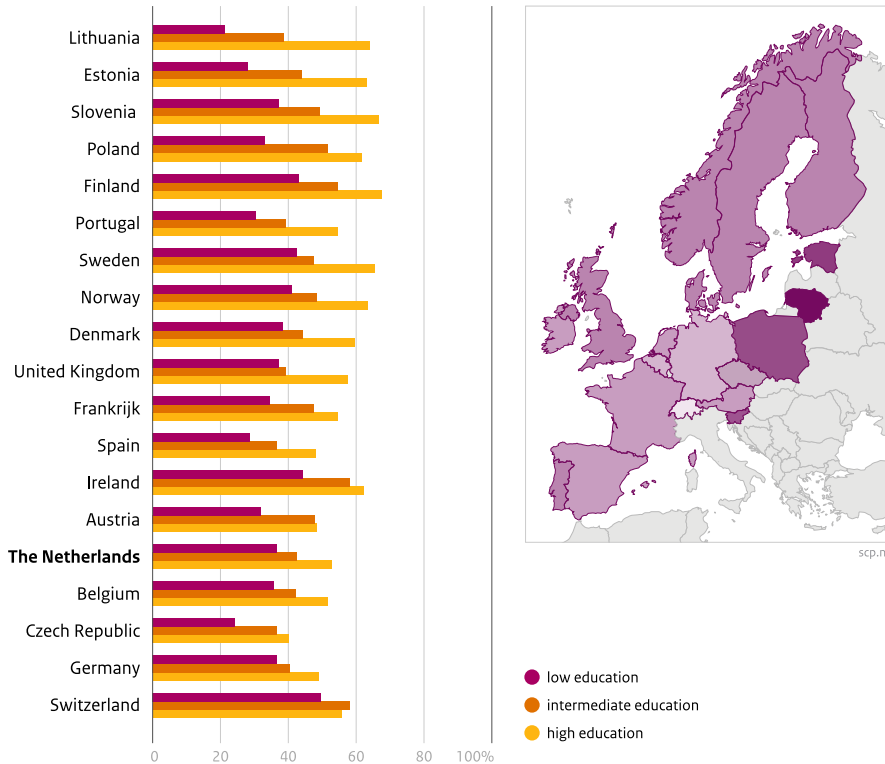 Lithuania
Estonia
Slovenia
Poland
Finland
Portugal
Sweden
Norway
Denmark
United Kingdom
Frankrijk
Spain
Ireland
Austria
The Netherlands
Belgium
Czech Republic
Germany
Switzerland
0 20 40 60 80 100%
scp.n
low education
intermediate education
high education